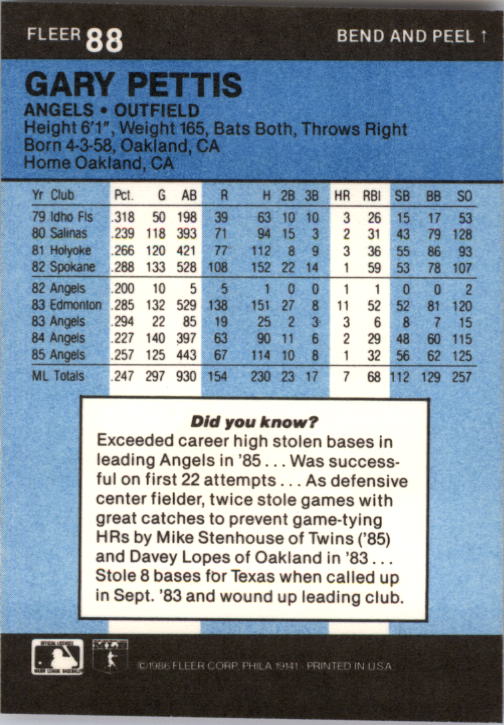 FLEER 88 BEND AND PEEL ↑
GARY PETTIS
ANGELS • OUTFIELD
Height 6'1", Weight 165, Bats Both, Throws Right
Born 4-3-58, Oakland, CA
Home Oakland, CA
Yr Club Pct. G AB R H 2B 3B HR RBI SB BB SO
79 Idho Fls .318 50 198 39 63 10 10 3 26 15 17 53
80 Salinas .239 118 393 71 94 15 3 2 31 43 79 128
81 Holyoke .266 120 421 77 112 8 9 3 36 55 86 93
82 Spokane .288 133 528 108 152 22 14 1 59 53 78 107
82 Angels .200 10 5 5 1 0 0 1 1 0 0 2
83 Edmonton .285 132 529 138 151 27 8 11 52 52 81 120
83 Angels .294 22 85 19 25 2 3 3 6 8 7 15
84 Angels .227 140 397 63 90 11 6 2 29 48 60 115
85 Angels .257 125 443 67 114 10 8 1 32 56 62 125
ML Totals .247 297 930 154 230 23 17 7 68 112 129 257
Did you know?
Exceeded career high stolen bases in
leading Angels in '85 . . . Was success-
ful on first 22 attempts . . . As defensive
center fielder, twice stole games with
great catches to prevent game-tying
HRs by Mike Stenhouse of Twins ('85)
and Davey Lopes of Oakland in '83 . . .
Stole 8 bases for Texas when called up
in Sept. '83 and wound up leading club.
©1986 FLEER CORP. PHILA. 19141 - PRINTED IN U.S.A.